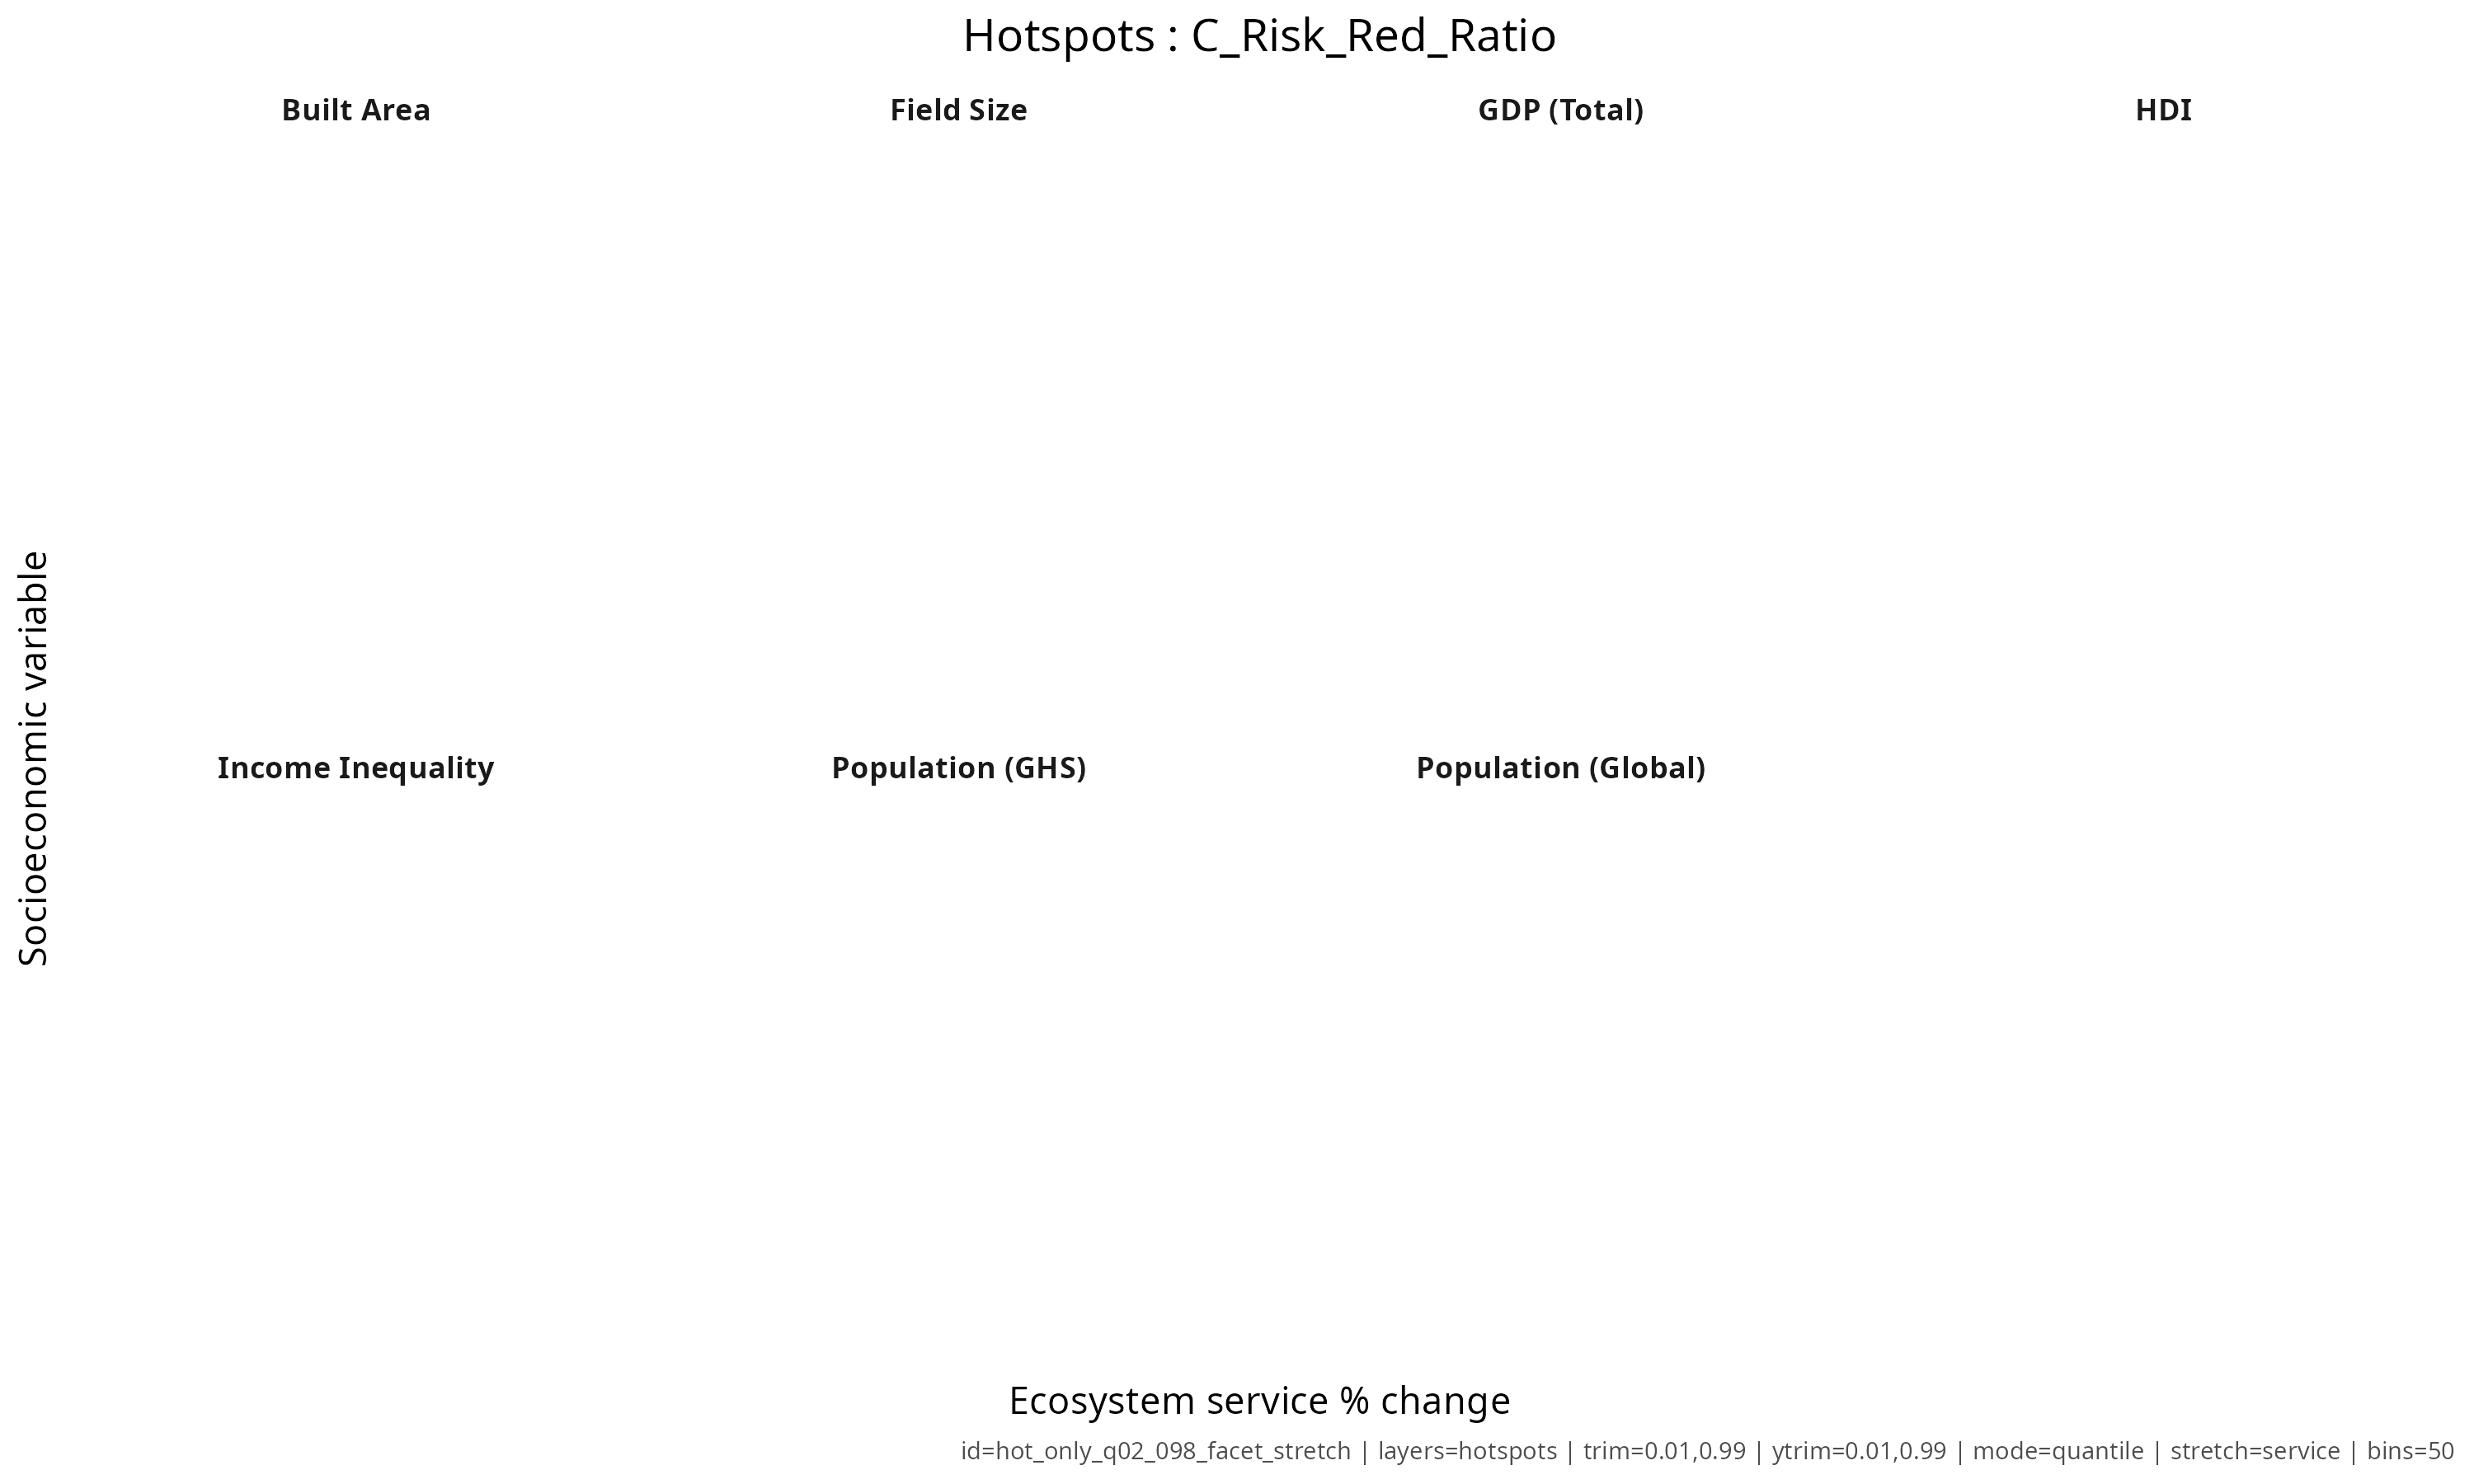 Hotspots : C_Risk_Red_Ratio
Built Area
Field Size
GDP (Total)
HDI
Socioeconomic variable
Income Inequality
Population (GHS)
Population (Global)
Ecosystem service % change
id=hot_only_q02_098_facet_stretch | layers=hotspots | trim=0.01,0.99 | ytrim=0.01,0.99 | mode=quantile | stretch=service | bins=50